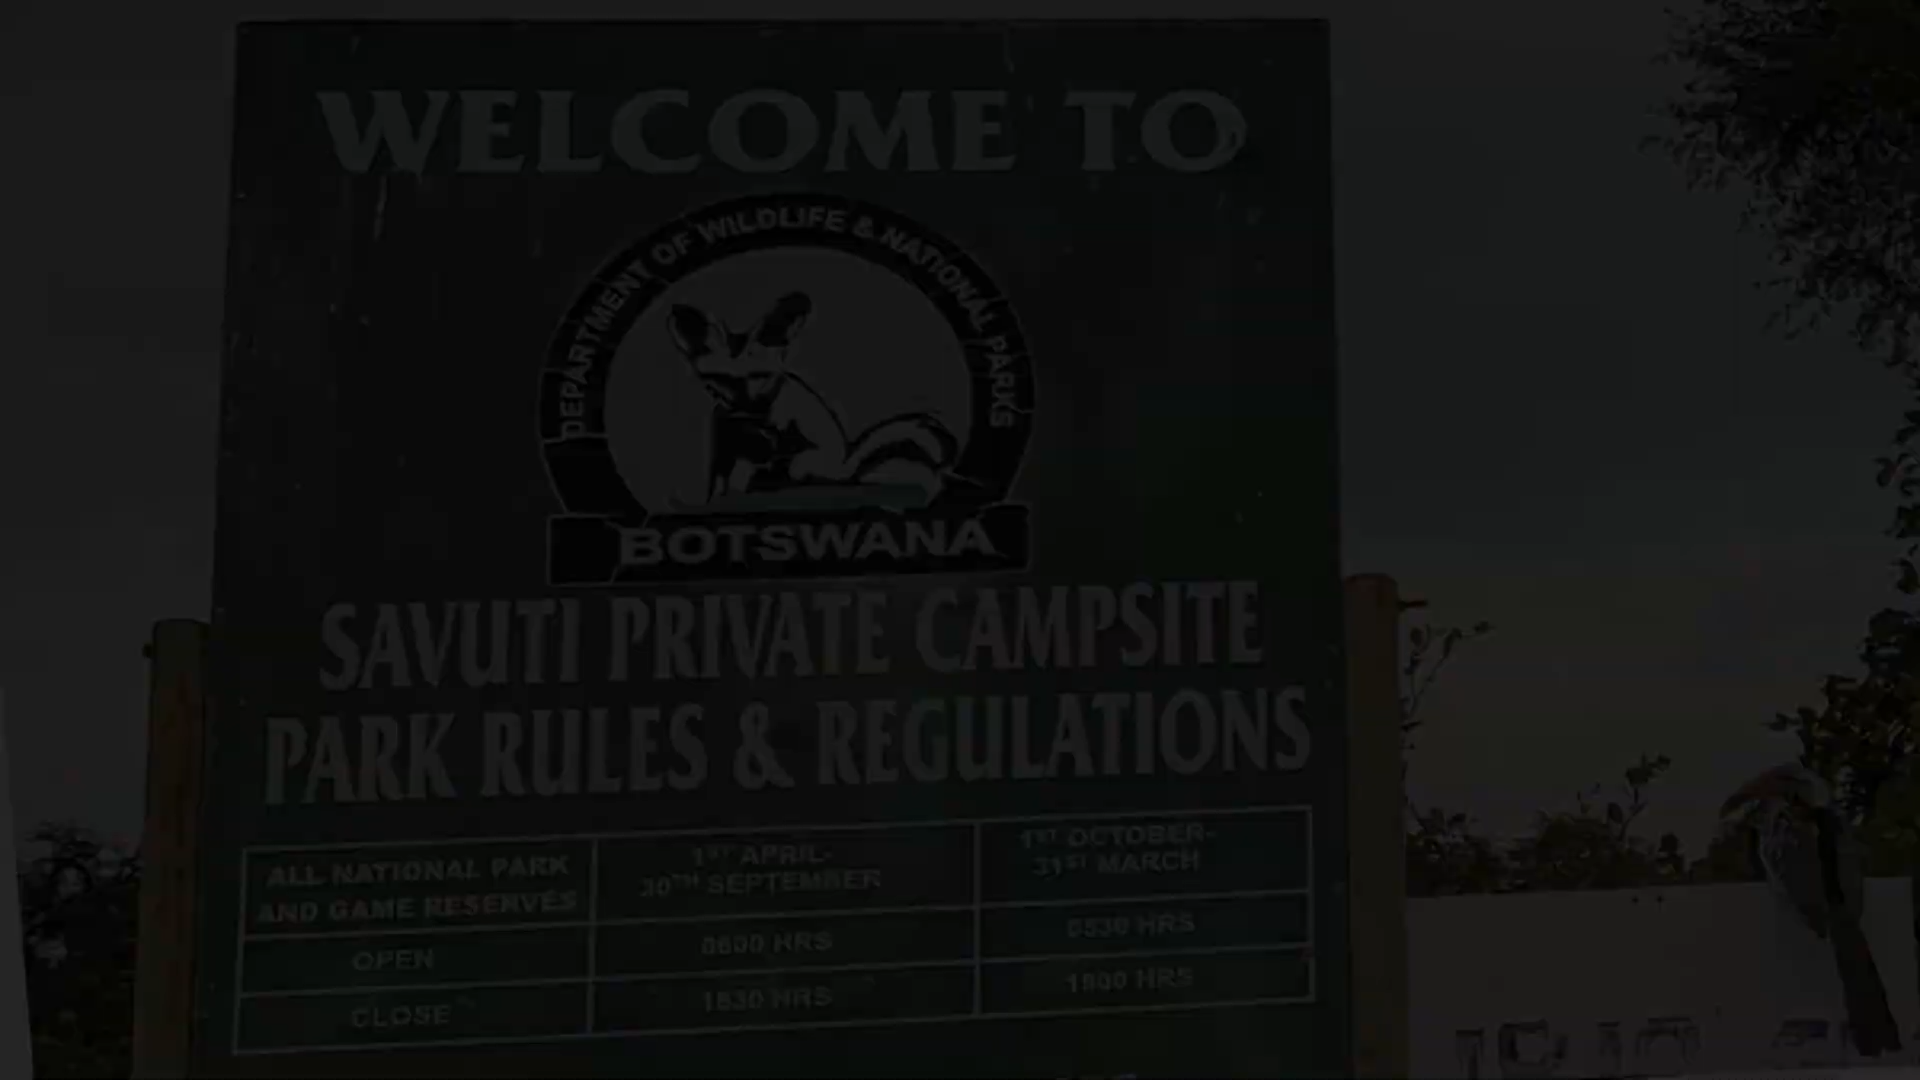 WELCOME TO
DEPARTMENT OF WILDLIFE & NATIONAL PARKS
BOTSWANA
SAVUTI PRIVATE CAMPSITE
PARK RULES & REGULATIONS
ALL NATIONAL PARK
AND GAME RESERVES
1ST APRIL-
30TH SEPTEMBER
1ST OCTOBER-
31ST MARCH
OPEN
0600 HRS
0530 HRS
CLOSE
1830 HRS
1900 HRS